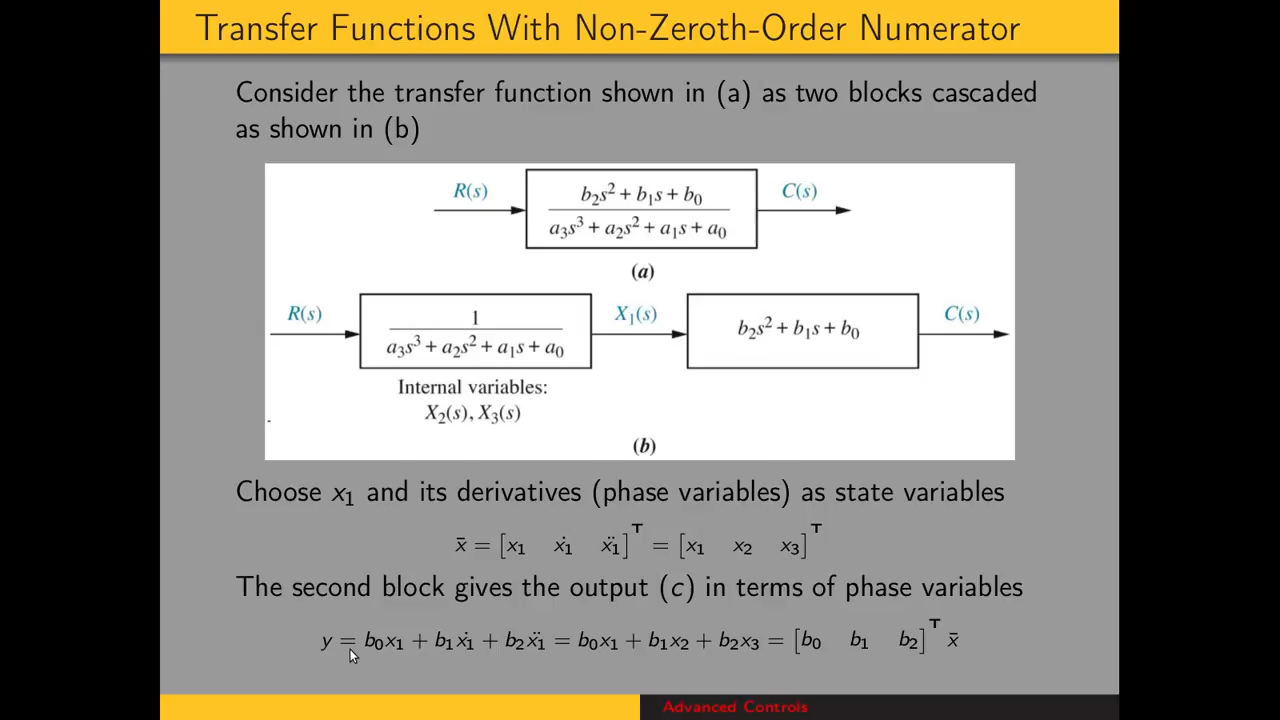 Transfer Functions With Non-Zeroth-Order Numerator
Consider the transfer function shown in (a) as two blocks cascaded
as shown in (b)
R(s)
b₂s² + b₁s + b₀
a₃s³ + a₂s² + a₁s + a₀
C(s)
(a)
R(s)
1
a₃s³ + a₂s² + a₁s + a₀
X₁(s)
b₂s² + b₁s + b₀
C(s)
Internal variables:
X₂(s), X₃(s)
(b)
Choose x₁ and its derivatives (phase variables) as state variables
x̄ = [x₁ ẋ₁ ẍ₁]ᵀ = [x₁ x₂ x₃]ᵀ
The second block gives the output (c) in terms of phase variables
y = b₀x₁ + b₁ẋ₁ + b₂ẍ₁ = b₀x₁ + b₁x₂ + b₂x₃ = [b₀ b₁ b₂]ᵀ x̄
Advanced Controls